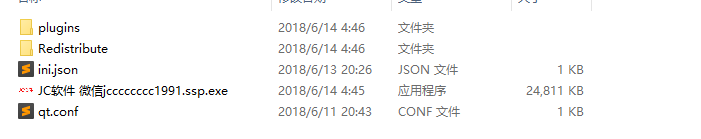 plugins 2018/6/14 4:46 文件夹
Redistribute 2018/6/14 4:46 文件夹
ini.json 2018/6/13 20:26 JSON 文件 1 KB
JC软件 微信jcccccccc1991.ssp.exe 2018/6/14 4:45 应用程序 24,811 KB
qt.conf 2018/6/11 20:43 CONF 文件 1 KB